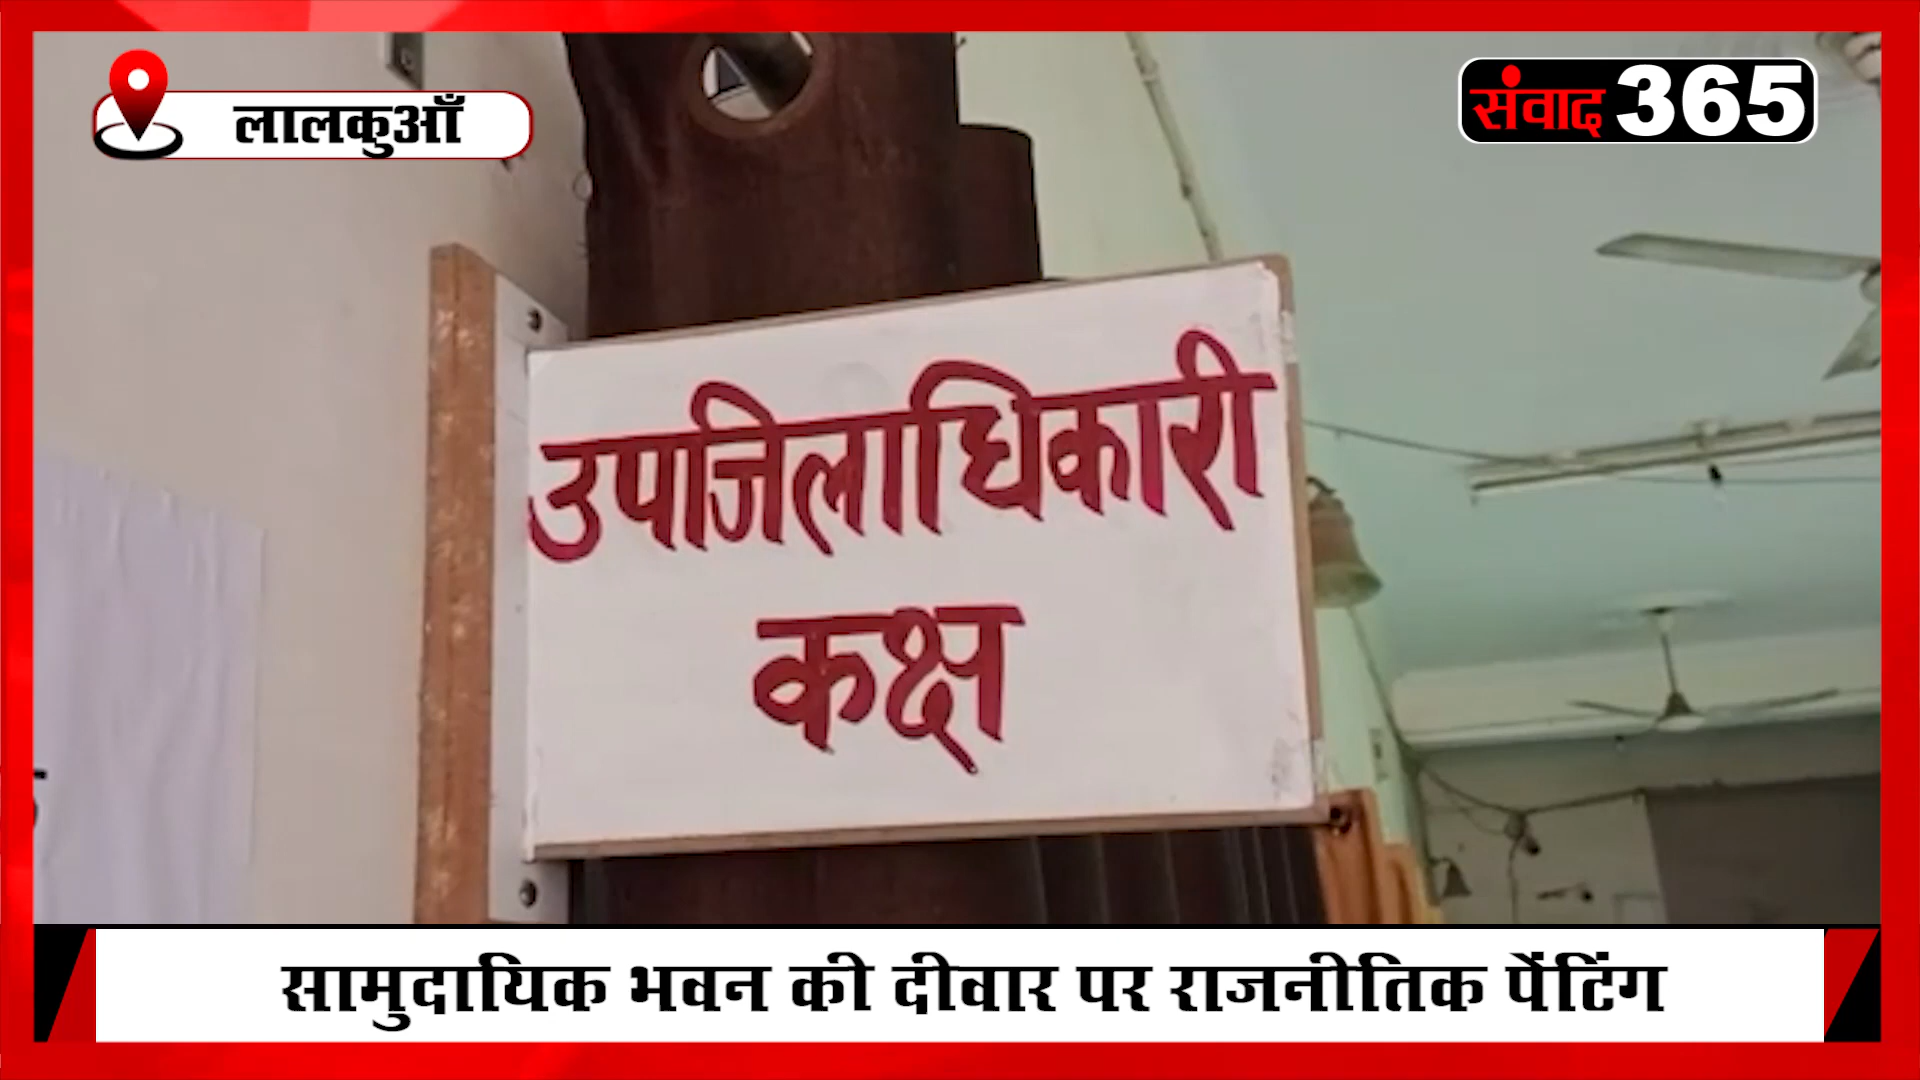 लालकुआँ
संवाद 365
उपजिलाधिकारी
कक्ष
सामुदायिक भवन की दीवार पर राजनीतिक पेंटिंग